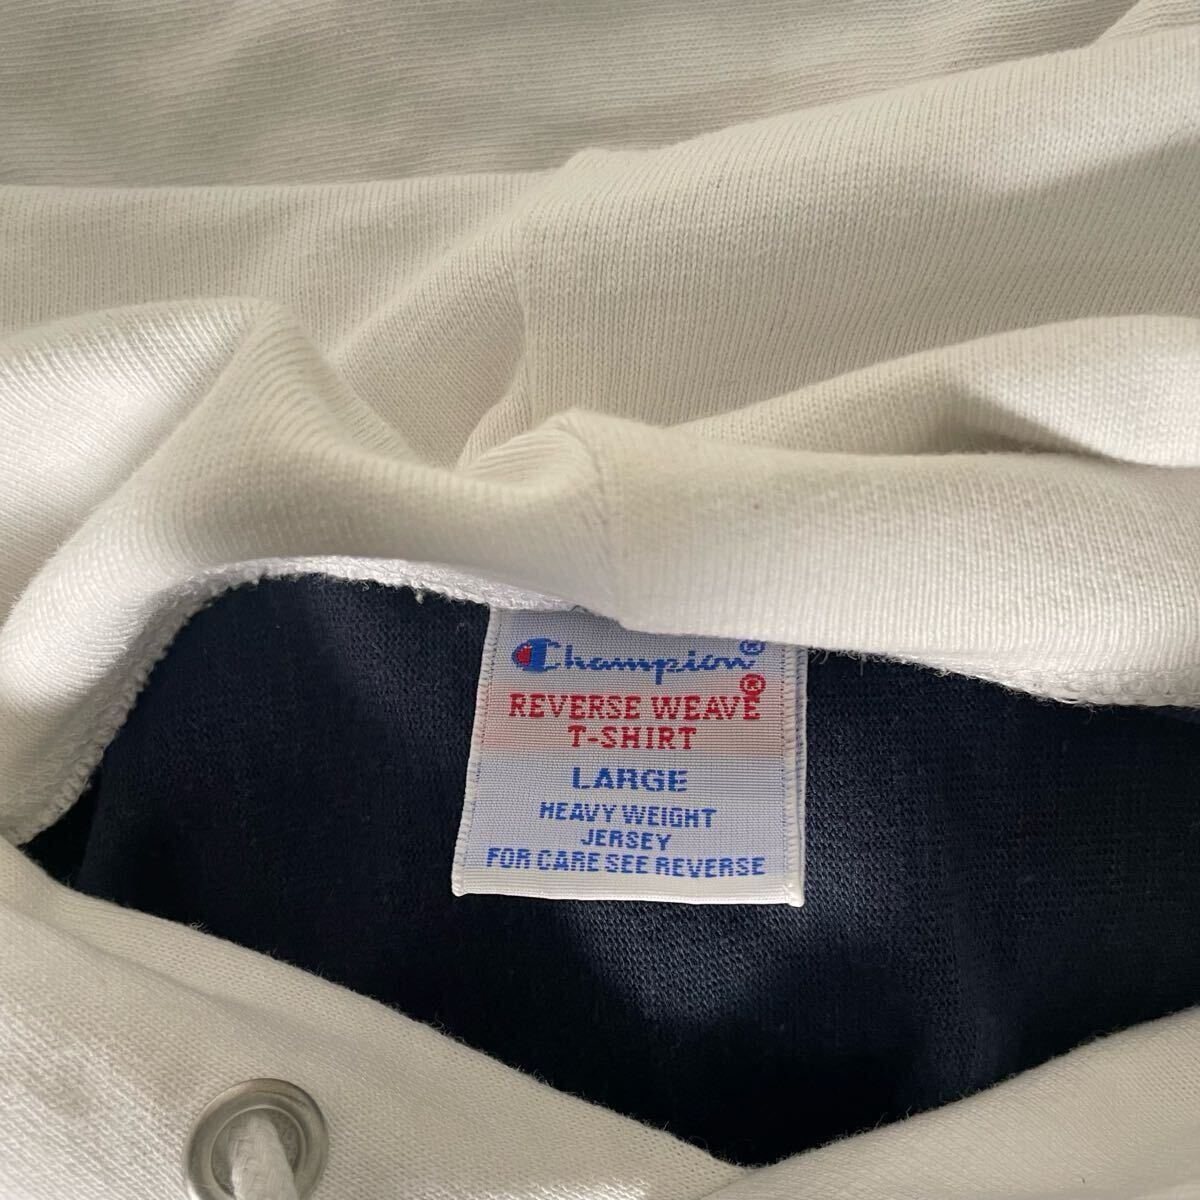 Champion®
REVERSE WEAVE®
T-SHIRT
LARGE
HEAVY WEIGHT
JERSEY
FOR CARE SEE REVERSE